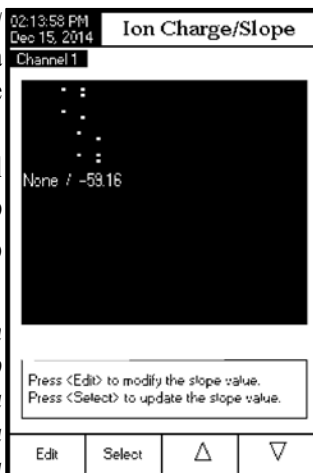 02:13:58 PM
Dec 15, 2014
Ion Charge/Slope
Channel 1
None / -59.16
Press <Edit> to modify the slope value.
Press <Select> to update the slope value.
Edit
Select
△
▽